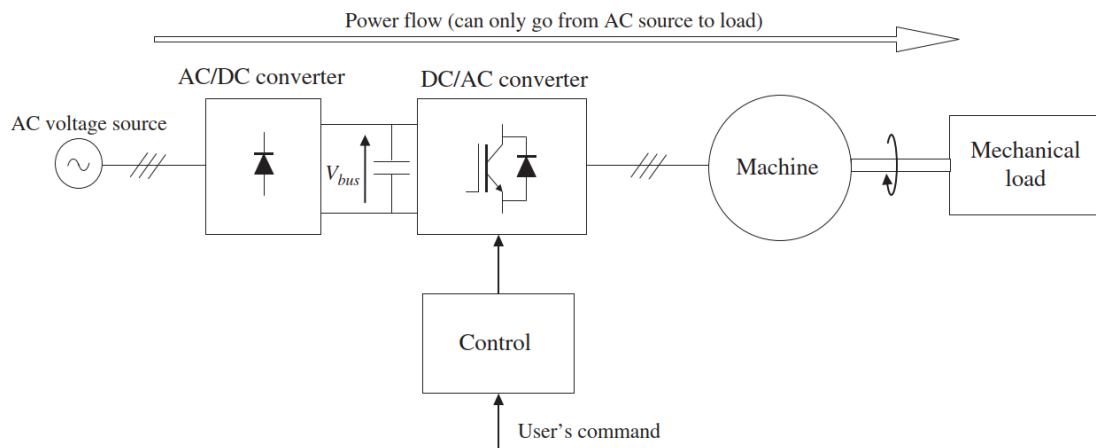 Power flow (can only go from AC source to load)
AC/DC converter
DC/AC converter
AC voltage source
V_bus
Machine
Mechanical
load
Control
User's command